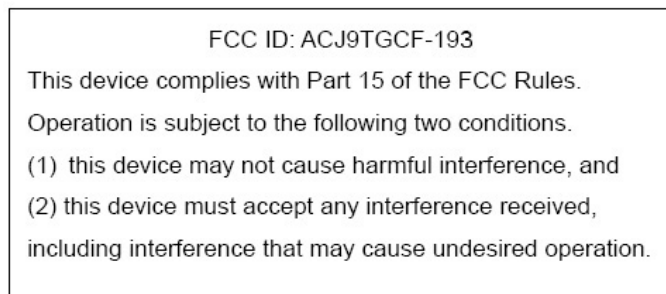 FCC ID: ACJ9TGCF-193
This device complies with Part 15 of the FCC Rules.
Operation is subject to the following two conditions.
(1) this device may not cause harmful interference, and
(2) this device must accept any interference received,
including interference that may cause undesired operation.